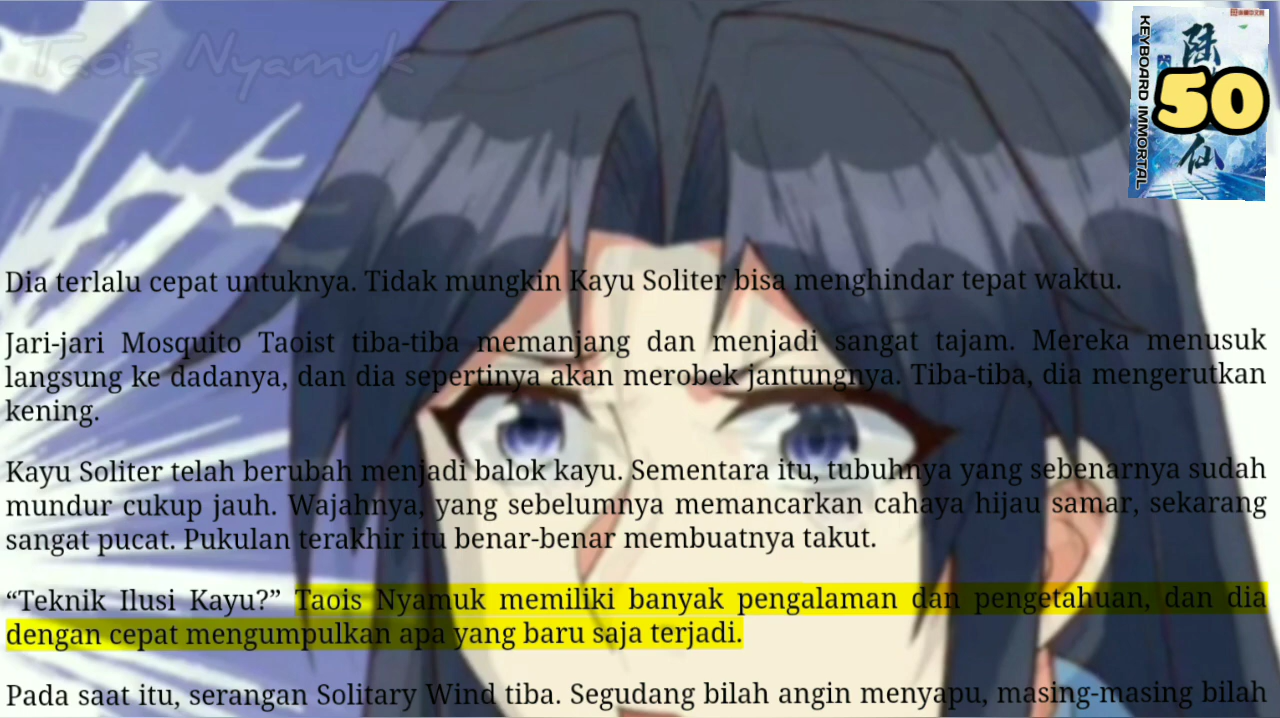 Taois Nyamuk
KEYBOARD IMMORTAL
陆
仙
50
Dia terlalu cepat untuknya. Tidak mungkin Kayu Soliter bisa menghindar tepat waktu.
Jari-jari Mosquito Taoist tiba-tiba memanjang dan menjadi sangat tajam. Mereka menusuk
langsung ke dadanya, dan dia sepertinya akan merobek jantungnya. Tiba-tiba, dia mengerutkan
kening.
Kayu Soliter telah berubah menjadi balok kayu. Sementara itu, tubuhnya yang sebenarnya sudah
mundur cukup jauh. Wajahnya, yang sebelumnya memancarkan cahaya hijau samar, sekarang
sangat pucat. Pukulan terakhir itu benar-benar membuatnya takut.
“Teknik Ilusi Kayu?” Taois Nyamuk memiliki banyak pengalaman dan pengetahuan, dan dia
dengan cepat mengumpulkan apa yang baru saja terjadi.
Pada saat itu, serangan Solitary Wind tiba. Segudang bilah angin menyapu, masing-masing bilah